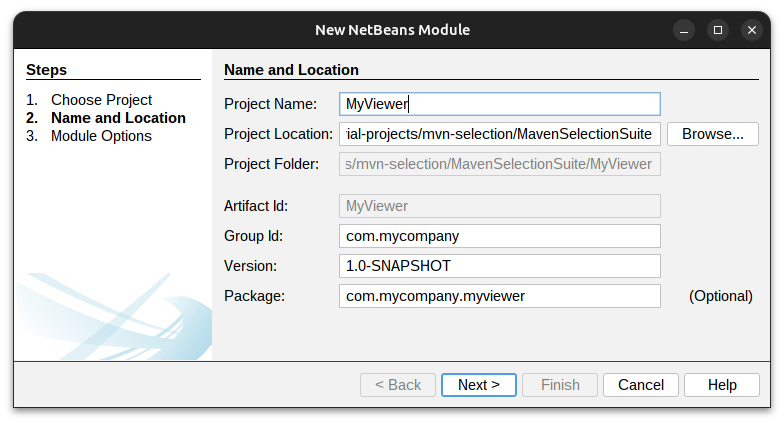 New NetBeans Module
Steps
1. Choose Project
2. Name and Location
3. Module Options
Name and Location
Project Name: MyViewer
Project Location: ial-projects/mvn-selection/MavenSelectionSuite Browse...
Project Folder: s/mvn-selection/MavenSelectionSuite/MyViewer
Artifact Id: MyViewer
Group Id: com.mycompany
Version: 1.0-SNAPSHOT
Package: com.mycompany.myviewer (Optional)
< Back Next > Finish Cancel Help